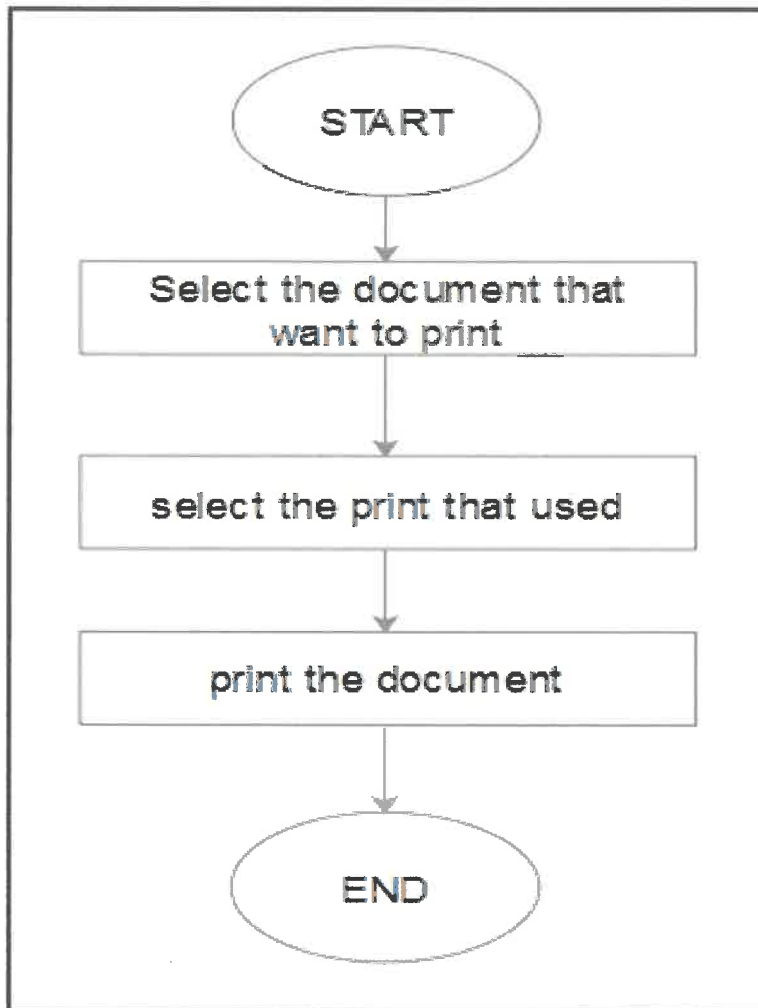 START
Select the document that
want to print
select the print that used
print the document
END